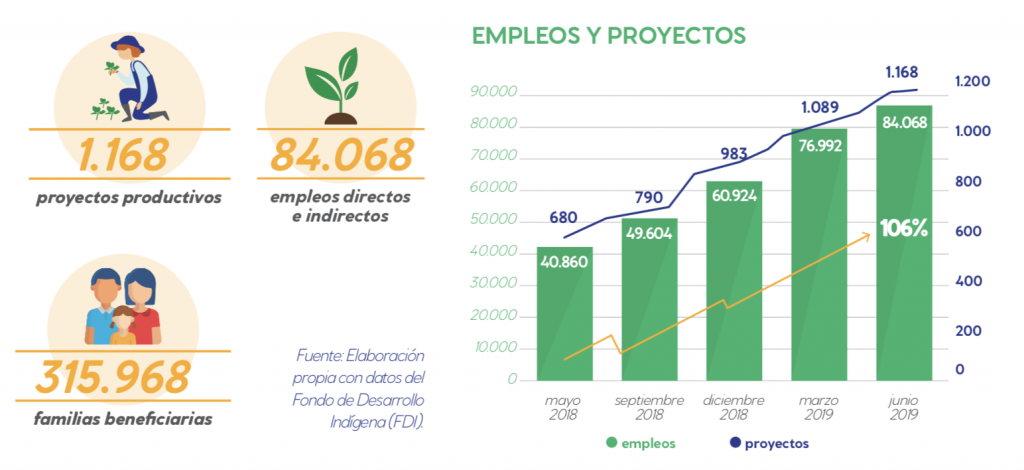 1.168
proyectos productivos
84.068
empleos directos
e indirectos
315.968
familias beneficiarias
Fuente: Elaboración
propia con datos del
Fondo de Desarrollo
Indígena (FDI).
EMPLEOS Y PROYECTOS
90.000
80.000
70.000
60.000
50.000
40.000
30.000
20.000
10.000
0
680
790
983
1.089
1.168
40.860
49.604
60.924
76.992
84.068
106%
1.200
1.000
800
600
400
200
0
mayo
2018
septiembre
2018
diciembre
2018
marzo
2019
junio
2019
empleos
proyectos